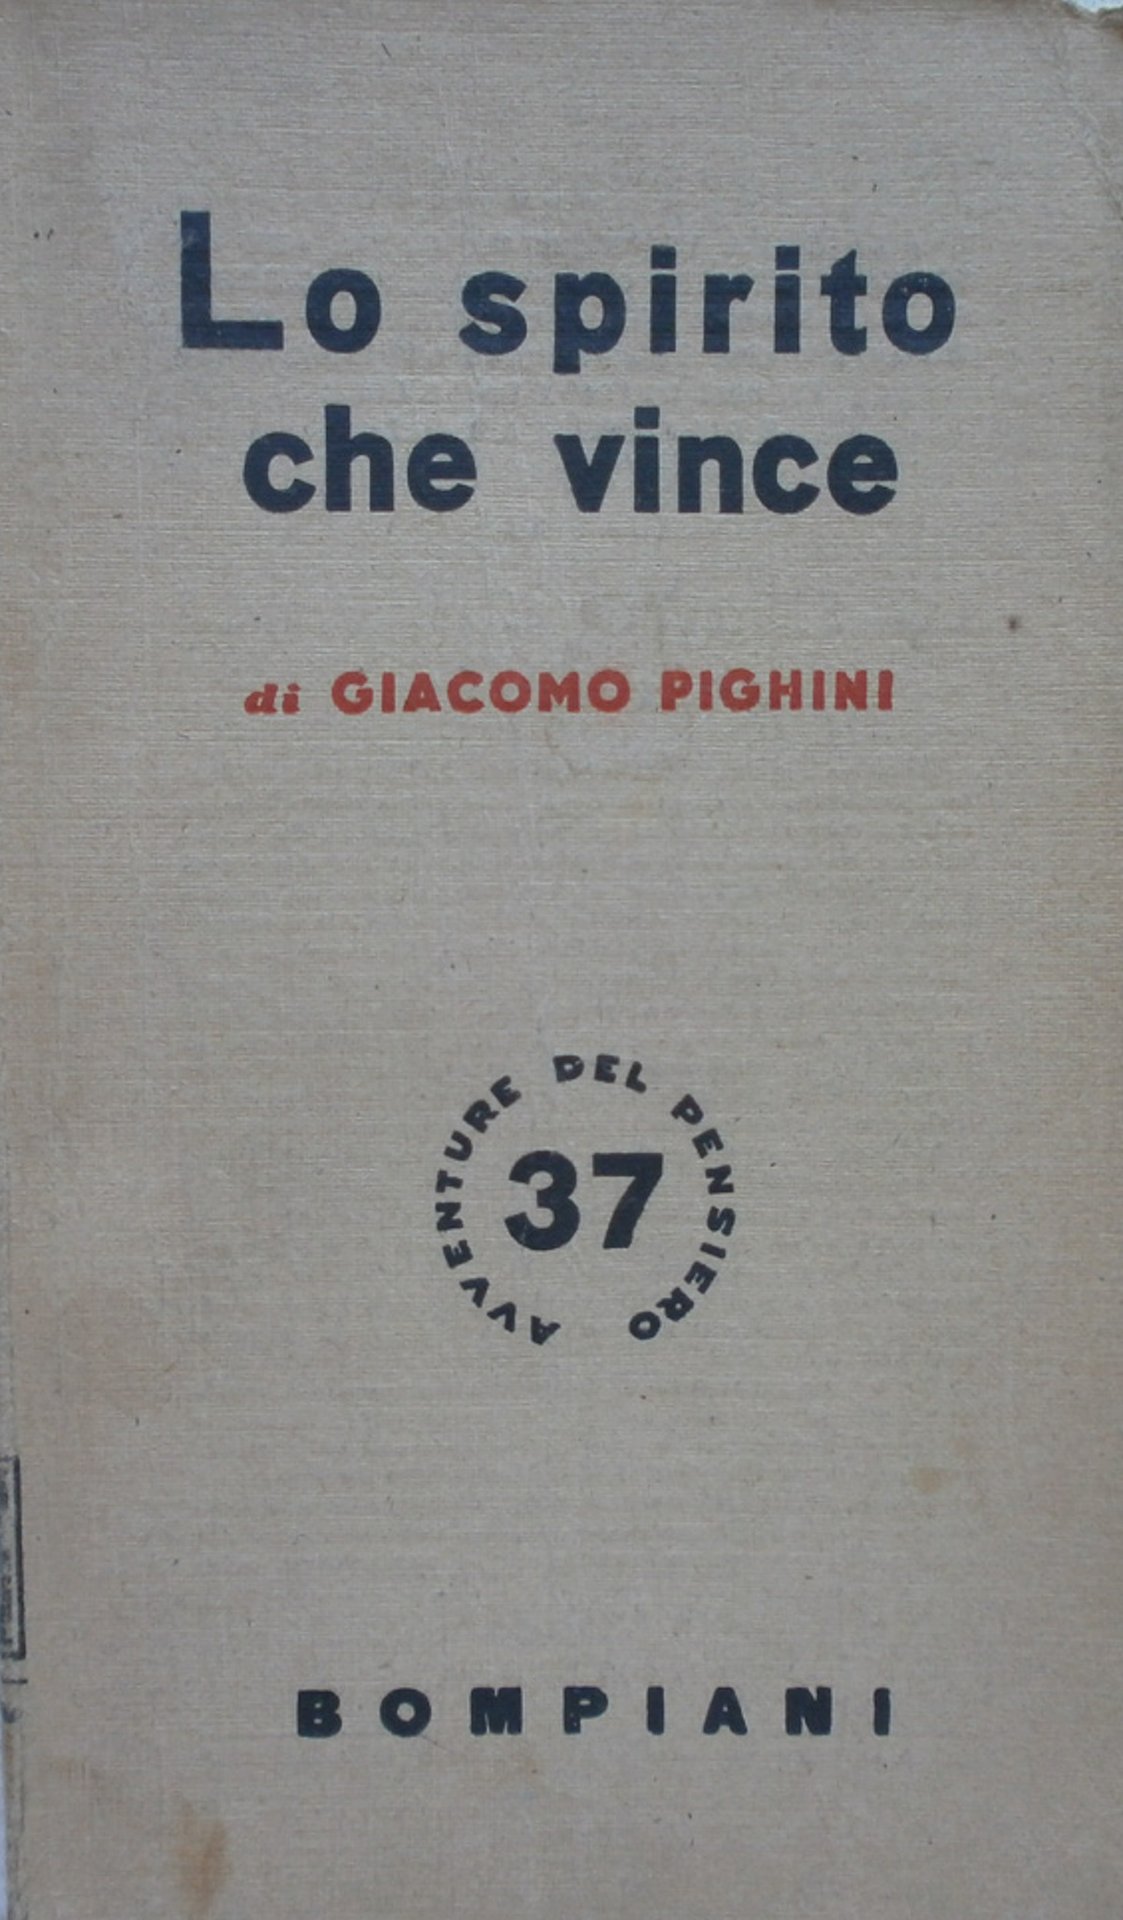 Lo spirito
che vince
di GIACOMO PIGHINI
AVVENTURE DEL PENSIERO
37
BOMPIANI